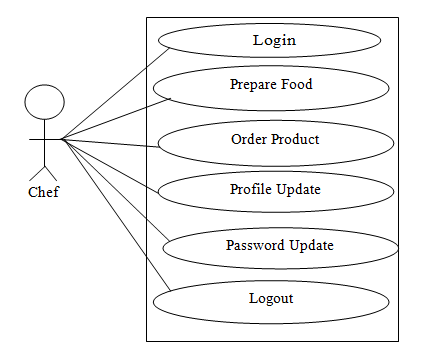 Login
Prepare Food
Order Product
Profile Update
Chef
Password Update
Logout